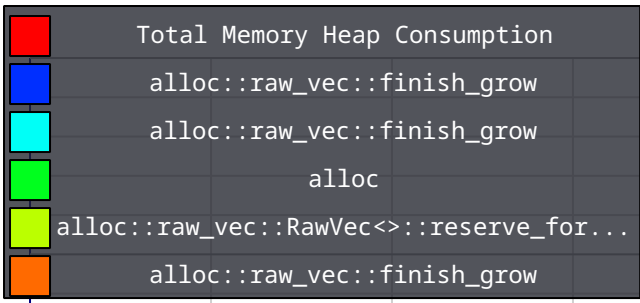 Total Memory Heap Consumption
alloc::raw_vec::finish_grow
alloc::raw_vec::finish_grow
alloc
alloc::raw_vec::RawVec<>::reserve_for...
alloc::raw_vec::finish_grow